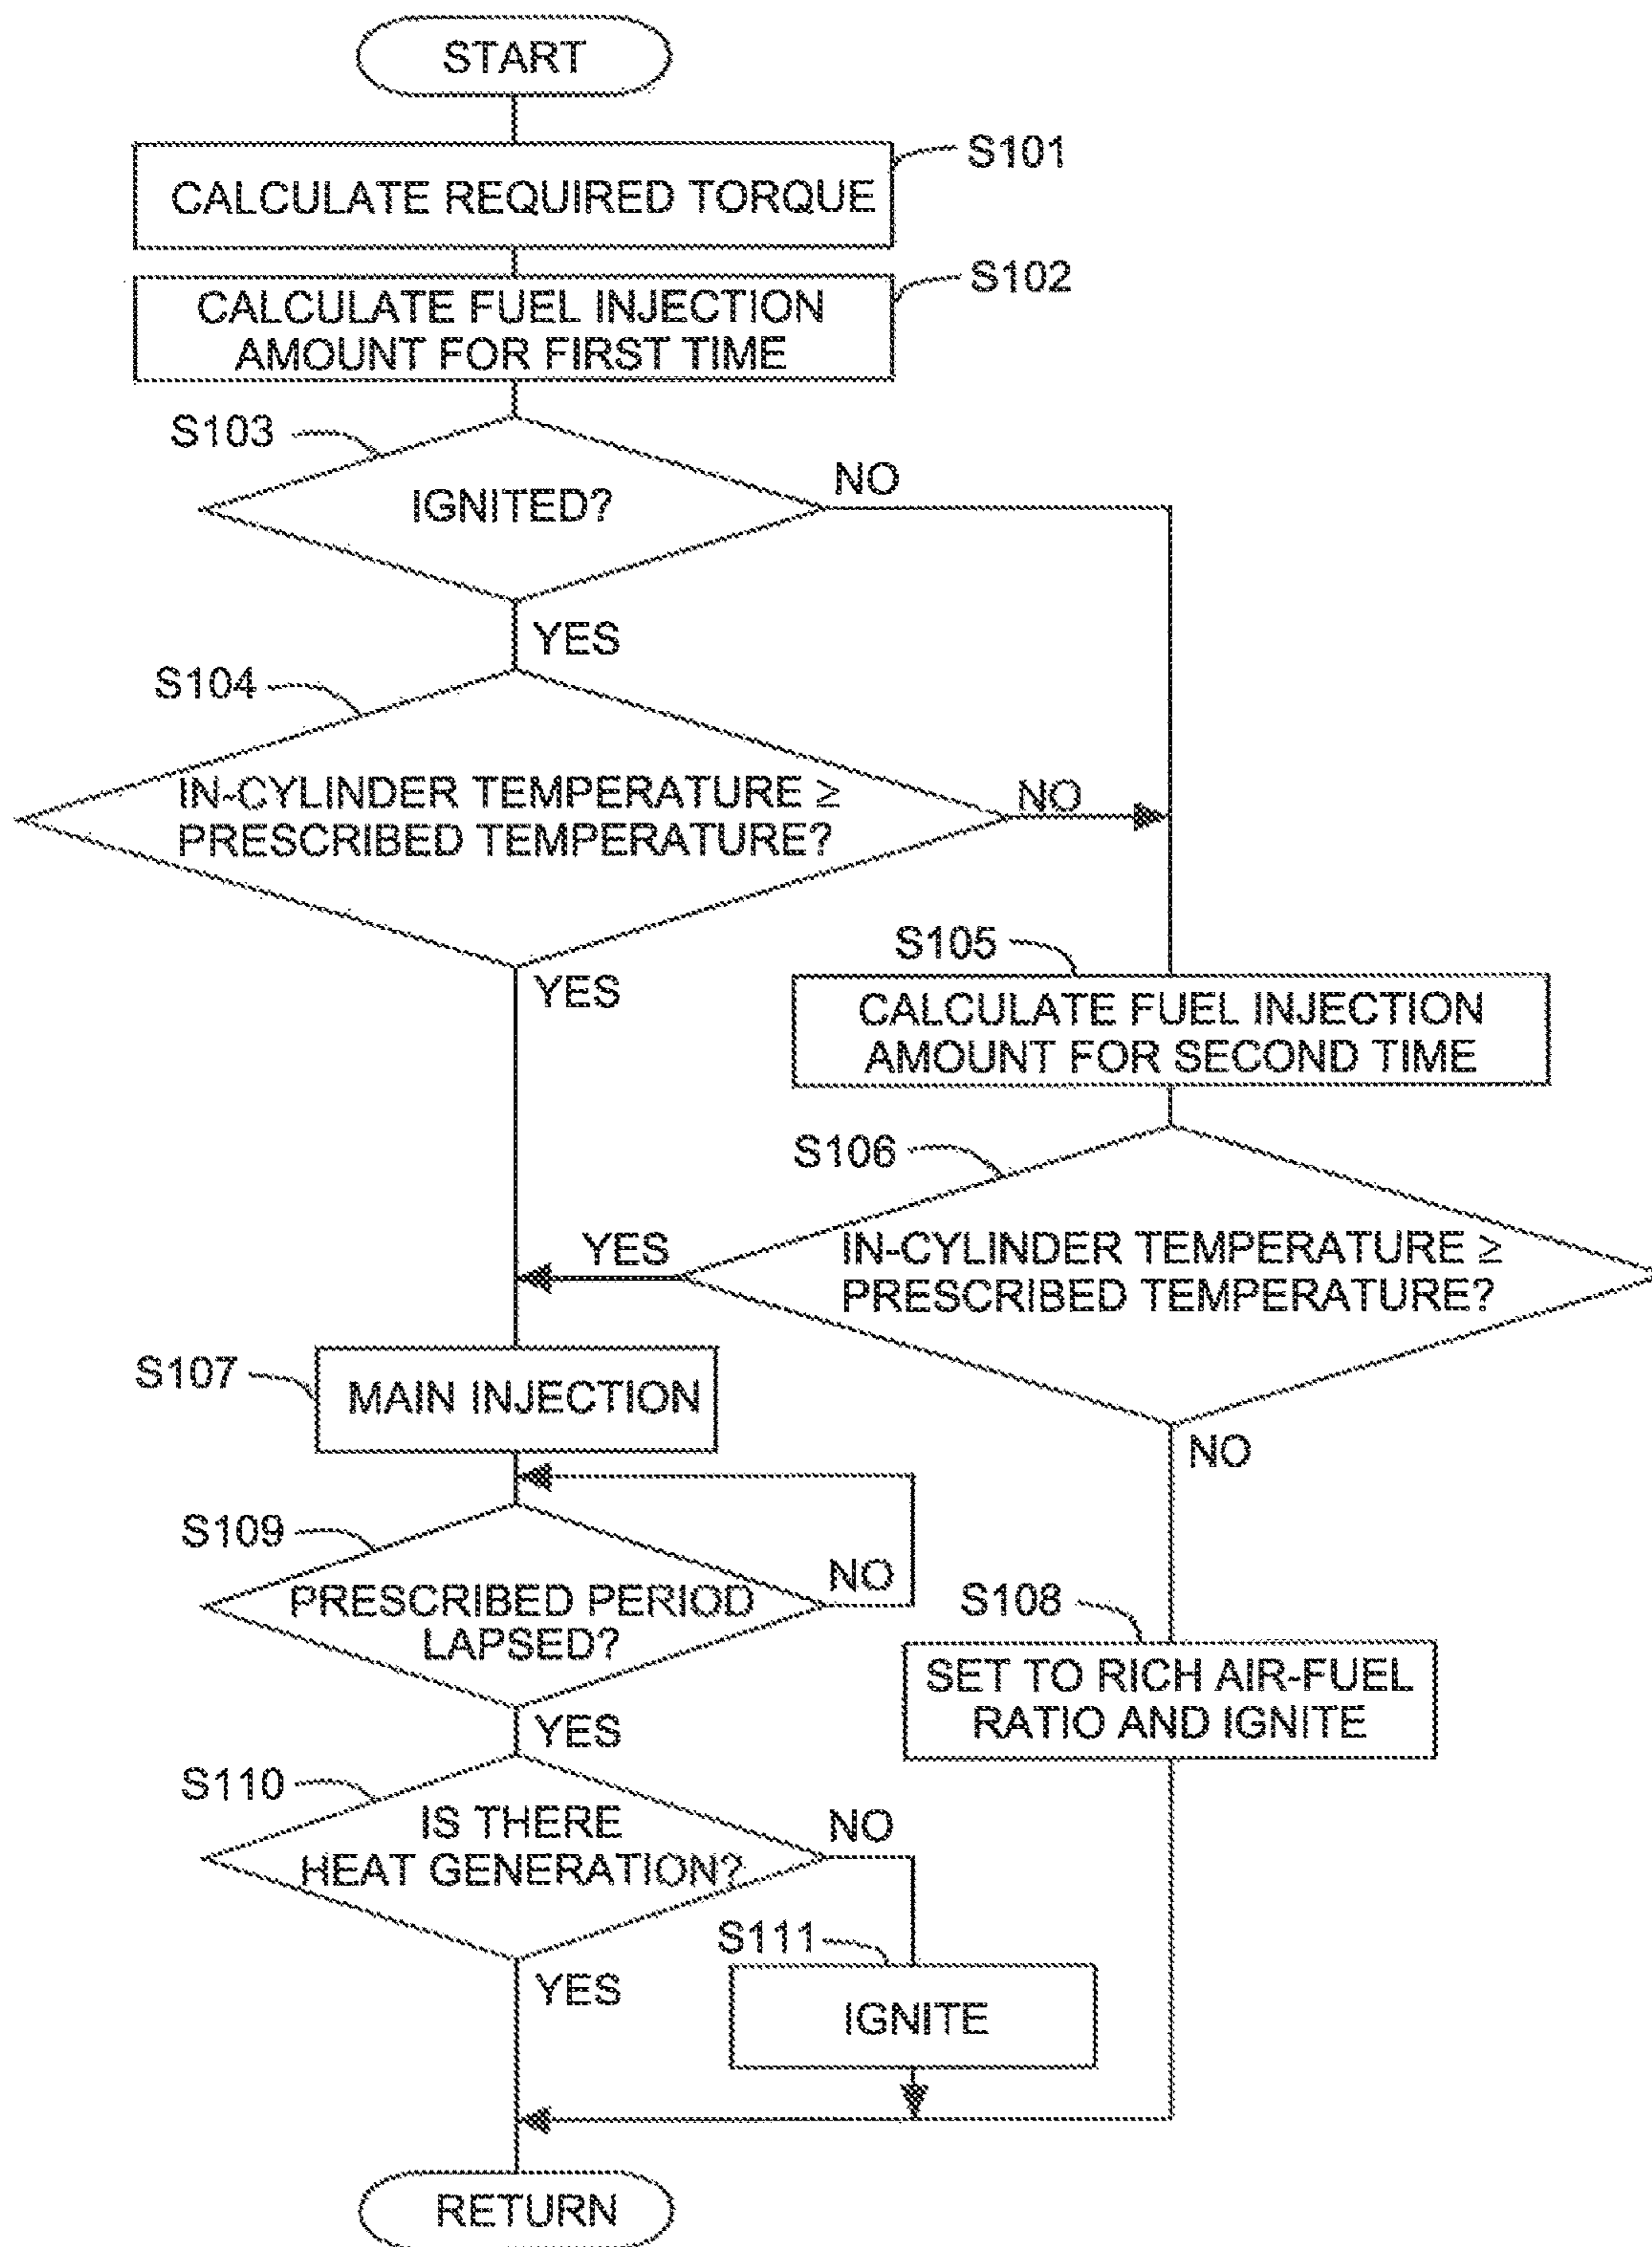 START
S101
CALCULATE REQUIRED TORQUE
S102
CALCULATE FUEL INJECTION
AMOUNT FOR FIRST TIME
S103
IGNITED?
NO
YES
S104
IN-CYLINDER TEMPERATURE ≥
PRESCRIBED TEMPERATURE?
NO
YES
S105
CALCULATE FUEL INJECTION
AMOUNT FOR SECOND TIME
S106
IN-CYLINDER TEMPERATURE ≥
PRESCRIBED TEMPERATURE?
YES
NO
S107
MAIN INJECTION
S109
PRESCRIBED PERIOD
LAPSED?
NO
YES
S108
SET TO RICH AIR-FUEL
RATIO AND IGNITE
S110
IS THERE
HEAT GENERATION?
NO
YES
S111
IGNITE
RETURN